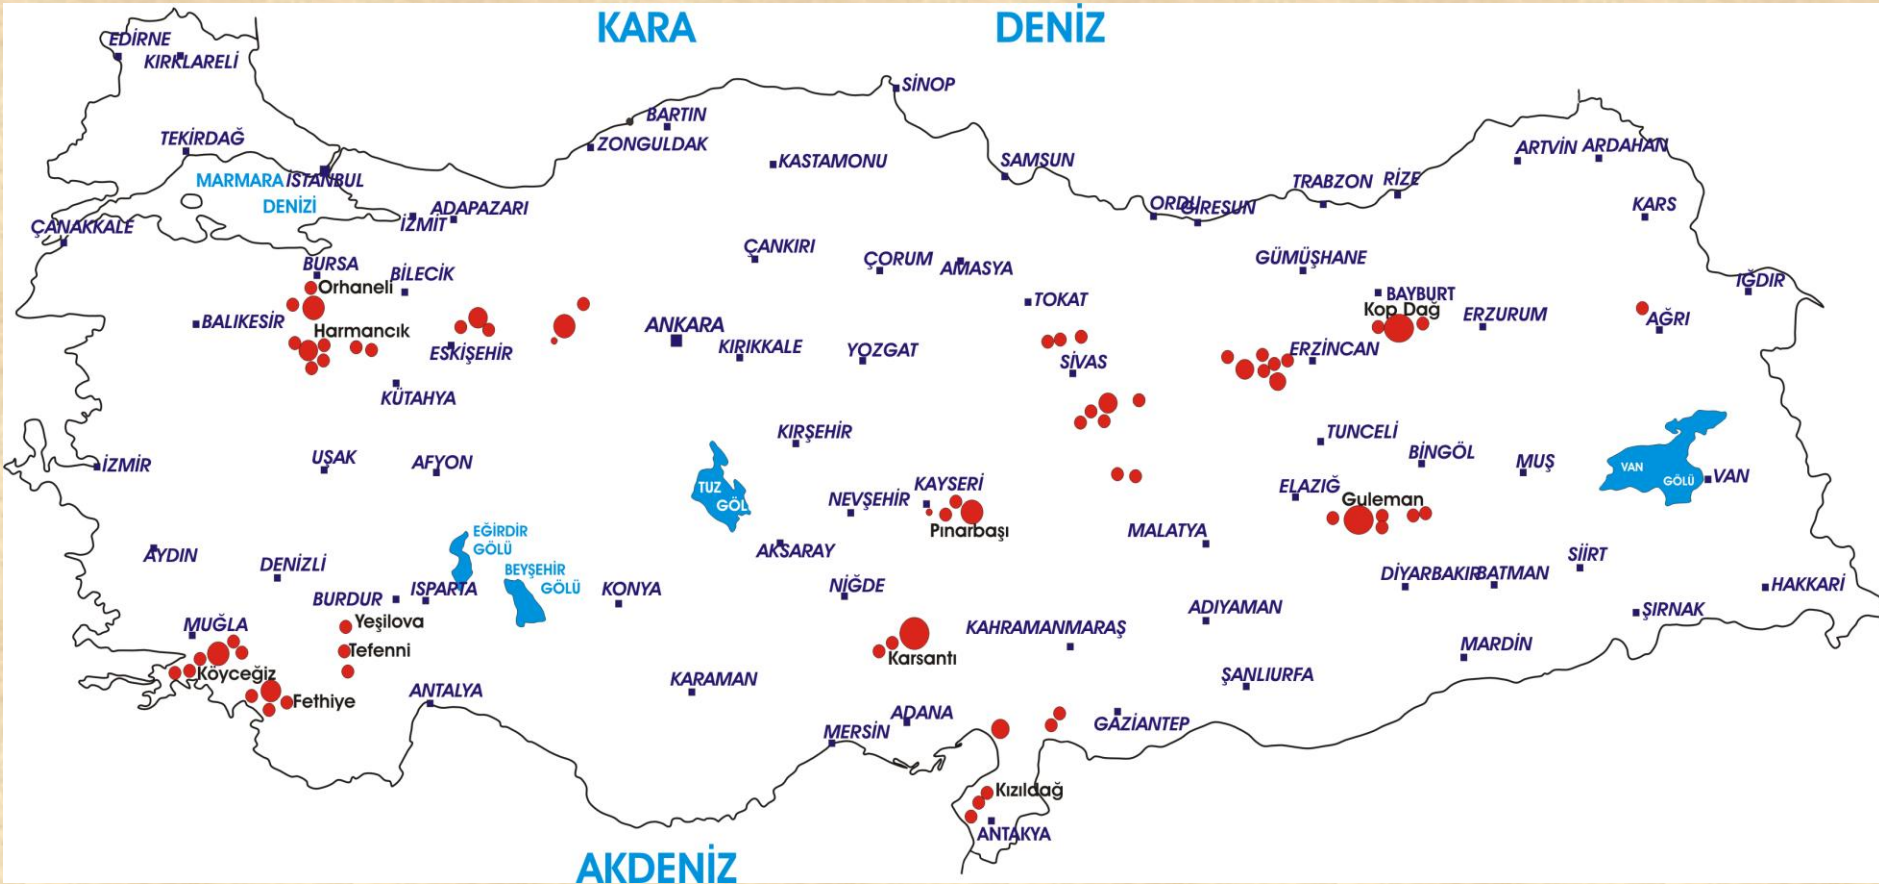 KARA DENİZ
EDİRNE
KIRKLARELİ
SİNOP
BARTIN
ZONGULDAK
TEKİRDAĞ
KASTAMONU
SAMSUN
ARTVİN
ARDAHAN
MARMARA
DENİZİ
İSTANBUL
TRABZON
RİZE
ORDU
GİRESUN
KARS
ÇANAKKALE
İZMİT
ADAPAZARI
ÇANKIRI
ÇORUM
AMASYA
GÜMÜŞHANE
BURSA
BİLECİK
Orhaneli
TOKAT
BAYBURT
Kop Dağ
ERZURUM
IĞDIR
AĞRI
BALIKESİR
Harmancık
ESKİŞEHİR
ANKARA
KIRIKKALE
YOZGAT
SİVAS
ERZİNCAN
KÜTAHYA
KIRŞEHİR
TUNCELİ
BİNGÖL
MUŞ
VAN
GÖLÜ
VAN
İZMİR
UŞAK
AFYON
TUZ
GÖL
NEVŞEHİR
KAYSERİ
Pınarbaşı
ELAZIĞ
Guleman
MALATYA
AYDIN
DENİZLİ
EĞİRDİR
GÖLÜ
BEYŞEHİR
GÖLÜ
AKSARAY
SİİRT
BURDUR
ISPARTA
KONYA
NİĞDE
DİYARBAKIR
BATMAN
HAKKARİ
MUĞLA
Yeşilova
Tefenni
ADIYAMAN
ŞIRNAK
KAHRAMANMARAŞ
Karsantı
MARDİN
Köyceğiz
Fethiye
ANTALYA
KARAMAN
ŞANLIURFA
ADANA
MERSİN
GAZİANTEP
Kızıldağ
ANTAKYA
AKDENİZ